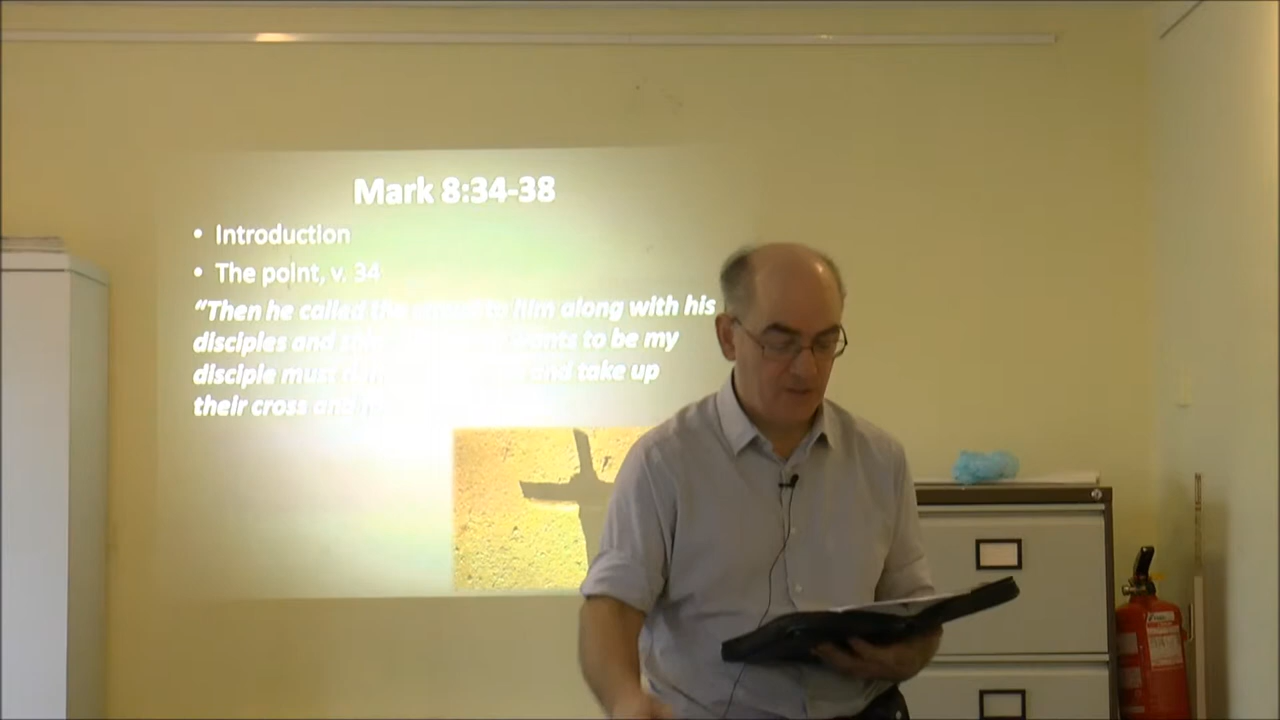 Mark 8:34-38
• Introduction
• The point, v. 34
“Then he called the to him along with his
disciples and wants to be my
disciple must and take up
their cross and